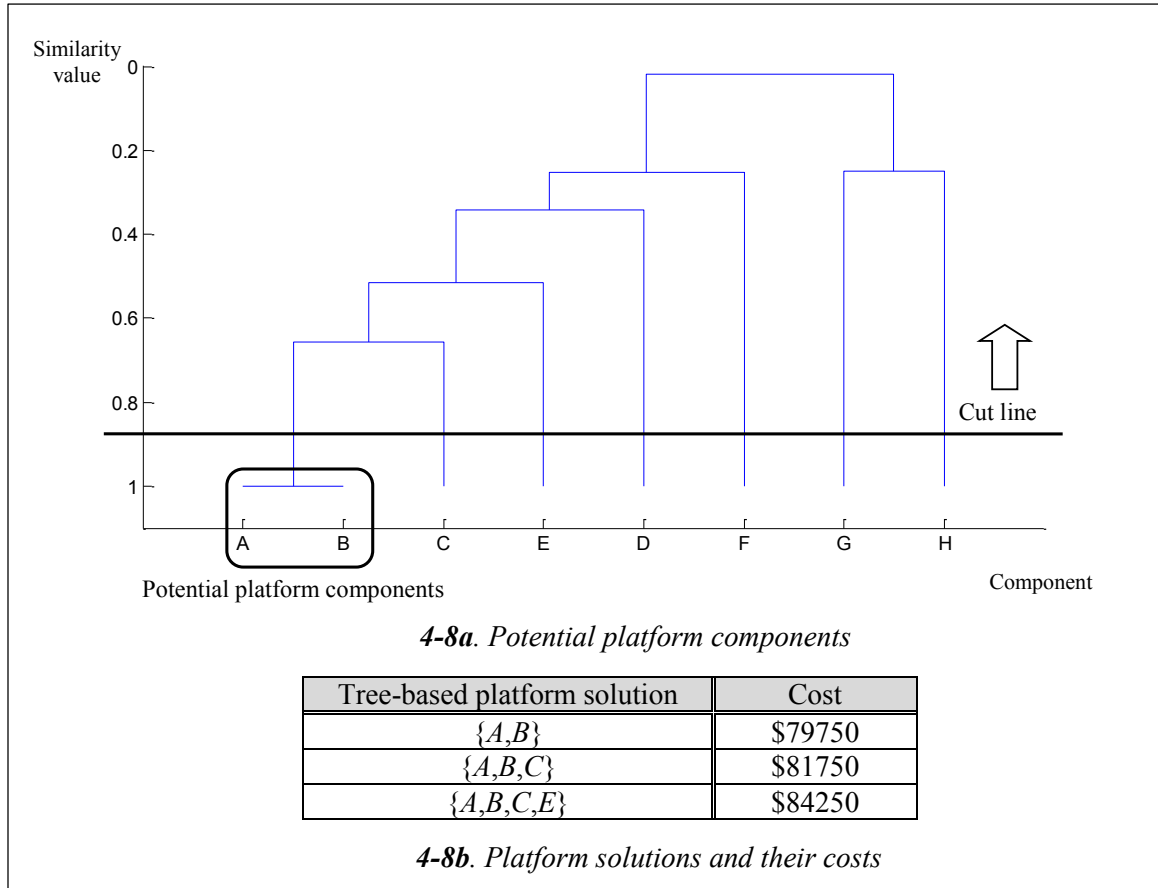 Similarity
value
0
0.2
0.4
0.6
0.8
Cut line
1
A B C E D F G H
Potential platform components
Component
4-8a. Potential platform components
Tree-based platform solution Cost
{A,B} $79750
{A,B,C} $81750
{A,B,C,E} $84250
4-8b. Platform solutions and their costs